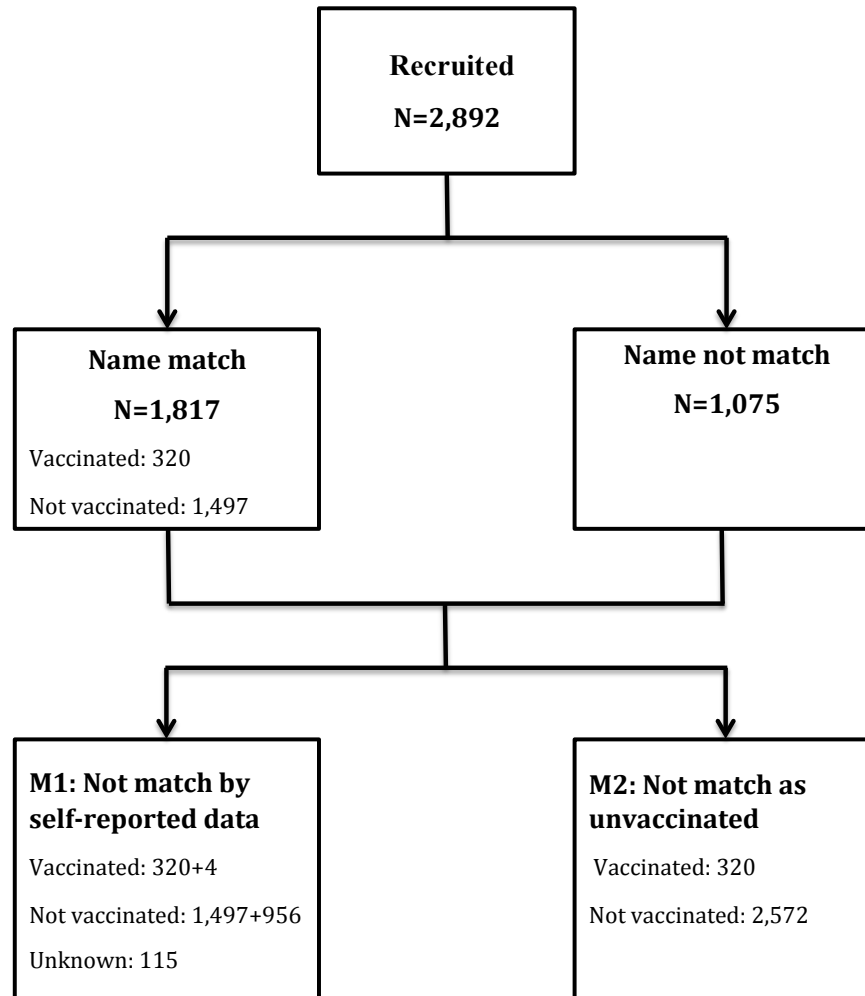 Recruited
N=2,892
Name match
N=1,817
Vaccinated: 320
Not vaccinated: 1,497
Name not match
N=1,075
M1: Not match by
self-reported data
Vaccinated: 320+4
Not vaccinated: 1,497+956
Unknown: 115
M2: Not match as
unvaccinated
Vaccinated: 320
Not vaccinated: 2,572